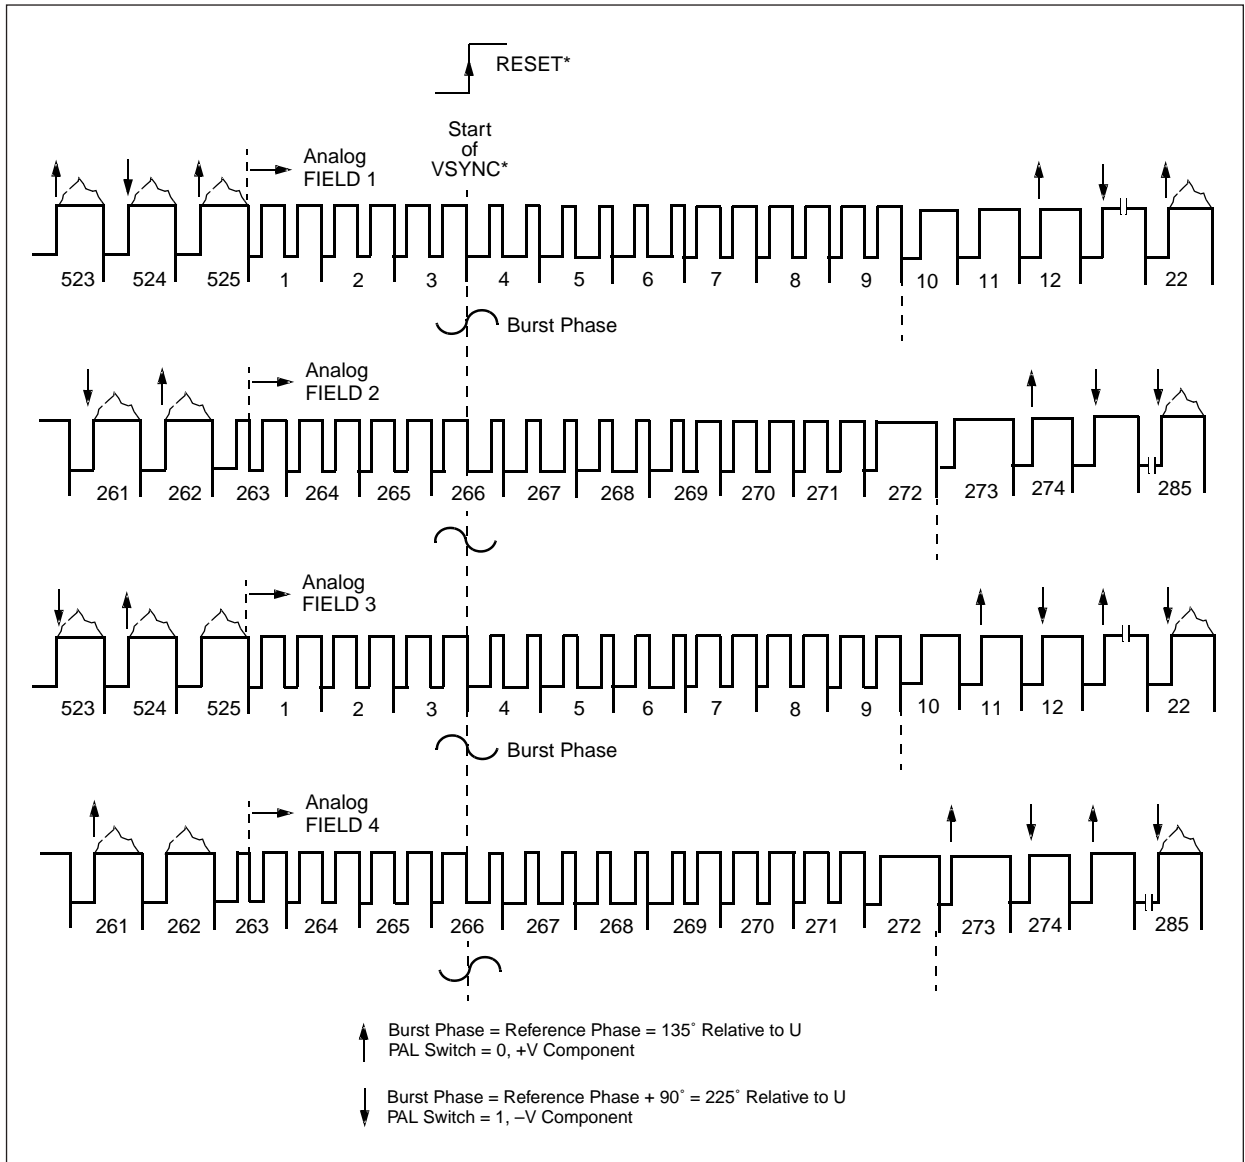 RESET*
Start
of
VSYNC*
Analog
FIELD 1
523 524 525 1 2 3 4 5 6 7 8 9 10 11 12 22
Burst Phase
Analog
FIELD 2
261 262 263 264 265 266 267 268 269 270 271 272 273 274 285
Analog
FIELD 3
523 524 525 1 2 3 4 5 6 7 8 9 10 11 12 22
Burst Phase
Analog
FIELD 4
261 262 263 264 265 266 267 268 269 270 271 272 273 274 285
Burst Phase = Reference Phase = 135° Relative to U
PAL Switch = 0, +V Component
Burst Phase = Reference Phase + 90° = 225° Relative to U
PAL Switch = 1, –V Component